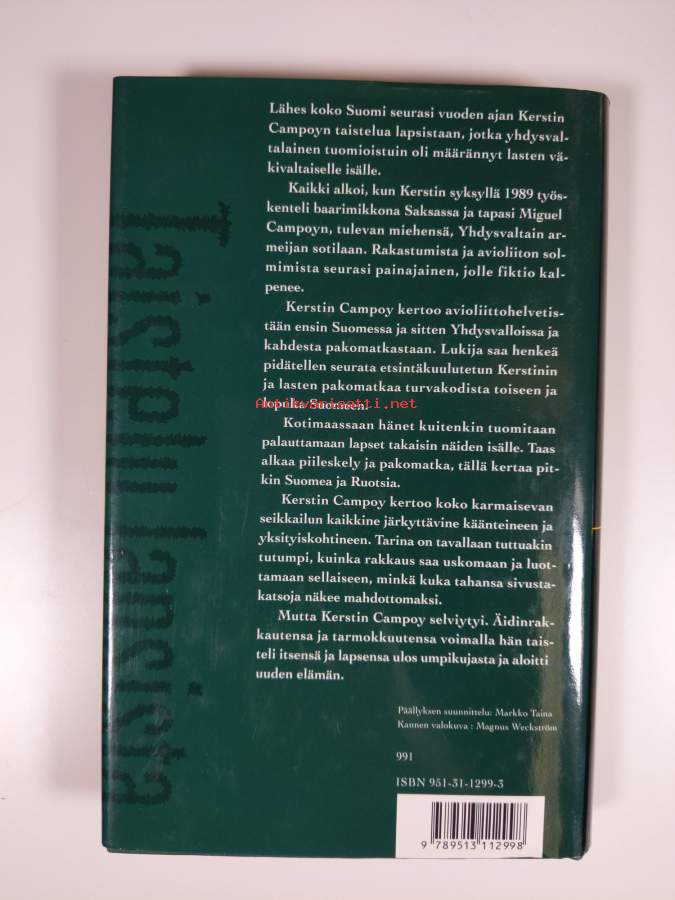 Taistelu lapsista
Lähes koko Suomi seurasi vuoden ajan Kerstin
Campoyn taistelua lapsistaan, jotka yhdysval-
talainen tuomioistuin oli määrännyt lasten vä-
kivaltaiselle isälle.
Kaikki alkoi, kun Kerstin syksyllä 1989 työs-
kenteli baarimikkona Saksassa ja tapasi Miguel
Campoyn, tulevan miehensä, Yhdysvaltain ar-
meijan sotilaan. Rakastumista ja avioliiton sol-
mimista seurasi painajainen, jolle fiktio kal-
penee.
Kerstin Campoy kertoo avioliittohelvetis-
tään ensin Suomessa ja sitten Yhdysvalloissa ja
kahdesta pakomatkastaan. Lukija saa henkeä
pidätellen seurata etsintäkuulutetun Kerstinin
ja lasten pakomatkaa turvakodista toiseen ja
lopulta Suomeen.
Antikvariaatti.net
Kotimaassaan hänet kuitenkin tuomitaan
palauttamaan lapset takaisin näiden isälle. Taas
alkaa piileskely ja pakomatka, tällä kertaa pit-
kin Suomea ja Ruotsia.
Kerstin Campoy kertoo koko karmaisevan
seikkailun kaikkine järkyttävine käänteineen ja
yksityiskohtineen. Tarina on tavallaan tuttuakin
tutumpi, kuinka rakkaus saa uskomaan ja luot-
tamaan sellaiseen, minkä kuka tahansa sivusta-
katsoja näkee mahdottomaksi.
Mutta Kerstin Campoy selviytyi. Äidinrak-
kautensa ja tarmokkuutensa voimalla hän tais-
teli itsensä ja lapsensa ulos umpikujasta ja aloitti
uuden elämän.
Päällyksen suunnittelu: Markko Taina
Kannen valokuva : Magnus Weckström
991
ISBN 951-31-1299-3
9 789513 112998